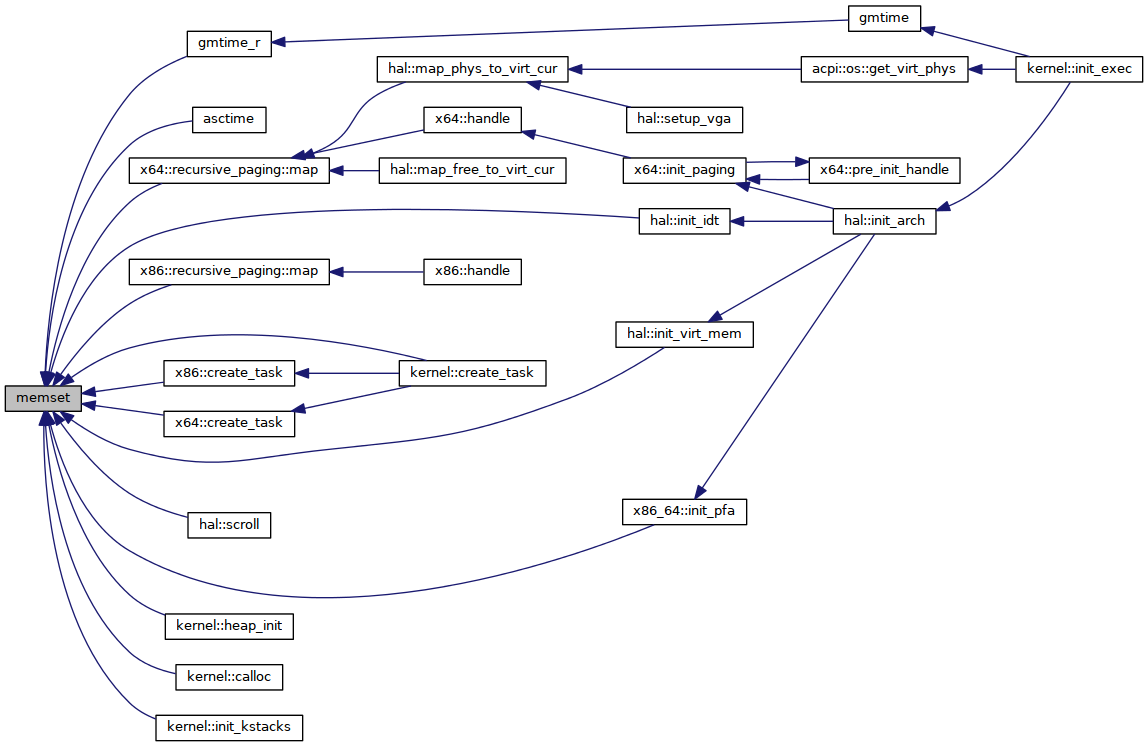 gmtime
gmtime_r
hal::map_phys_to_virt_cur
acpi::os::get_virt_phys
kernel::init_exec
asctime
x64::handle
hal::setup_vga
x64::recursive_paging::map
hal::map_free_to_virt_cur
x64::init_paging
x64::pre_init_handle
hal::init_idt
hal::init_arch
x86::recursive_paging::map
x86::handle
hal::init_virt_mem
x86::create_task
kernel::create_task
memset
x64::create_task
hal::scroll
x86_64::init_pfa
kernel::heap_init
kernel::calloc
kernel::init_kstacks